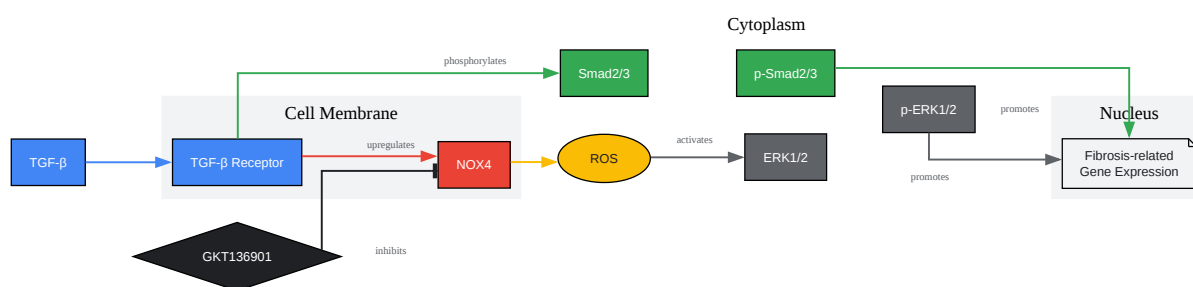 Cytoplasm
phosphorylates
Smad2/3
p-Smad2/3
Cell Membrane
p-ERK1/2
promotes
Nucleus
TGF-β
TGF-β Receptor
upregulates
NOX4
ROS
activates
ERK1/2
Fibrosis-related
Gene Expression
promotes
GKT136901
inhibits